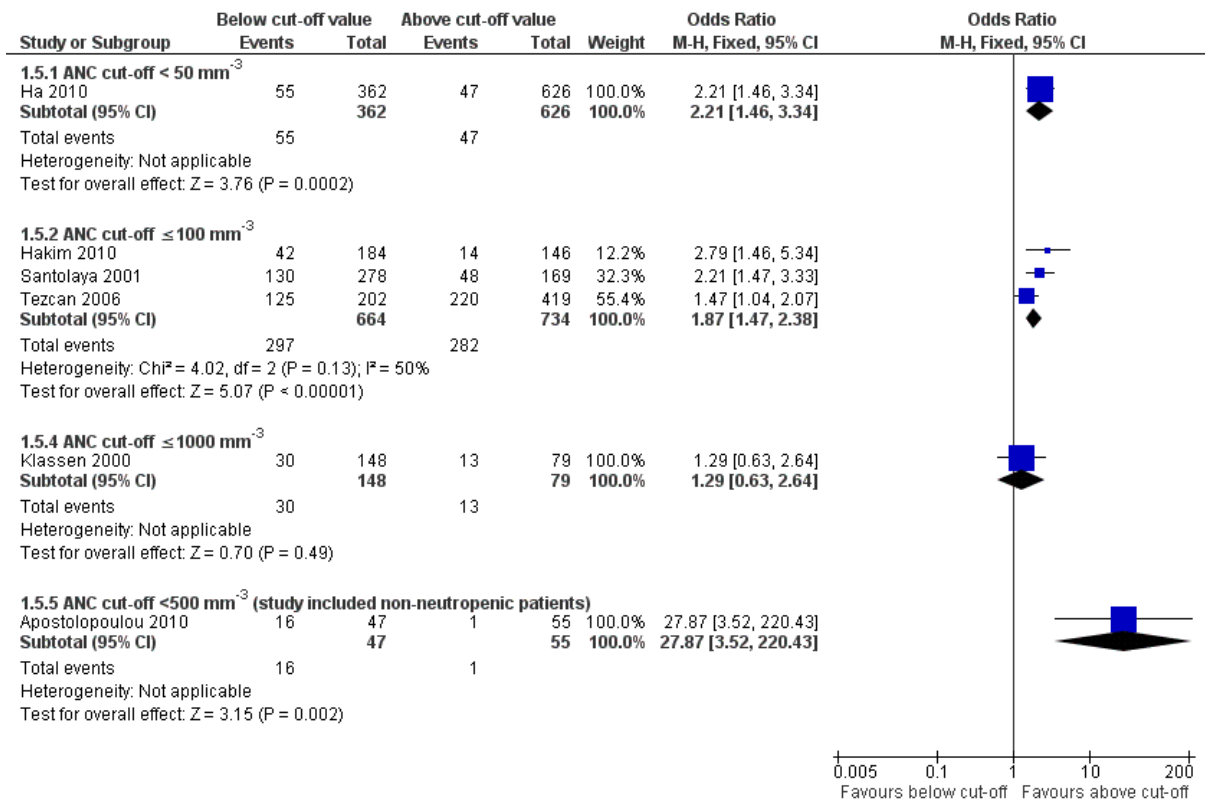 Below cut-off value Above cut-off value Odds Ratio Odds Ratio
Study or Subgroup Events Total Events Total Weight M-H, Fixed, 95% CI M-H, Fixed, 95% CI
1.5.1 ANC cut-off < 50 mm-3
Ha 2010 55 362 47 626 100.0% 2.21 [1.46, 3.34]
Subtotal (95% CI) 362 626 100.0% 2.21 [1.46, 3.34]
Total events 55 47
Heterogeneity: Not applicable
Test for overall effect: Z = 3.76 (P = 0.0002)
1.5.2 ANC cut-off ≤100 mm-3
Hakim 2010 42 184 14 146 12.2% 2.79 [1.46, 5.34]
Santolaya 2001 130 278 48 169 32.3% 2.21 [1.47, 3.33]
Tezcan 2006 125 202 220 419 55.4% 1.47 [1.04, 2.07]
Subtotal (95% CI) 664 734 100.0% 1.87 [1.47, 2.38]
Total events 297 282
Heterogeneity: Chi² = 4.02, df = 2 (P = 0.13); I² = 50%
Test for overall effect: Z = 5.07 (P < 0.00001)
1.5.4 ANC cut-off ≤1000 mm-3
Klassen 2000 30 148 13 79 100.0% 1.29 [0.63, 2.64]
Subtotal (95% CI) 148 79 100.0% 1.29 [0.63, 2.64]
Total events 30 13
Heterogeneity: Not applicable
Test for overall effect: Z = 0.70 (P = 0.49)
1.5.5 ANC cut-off <500 mm-3 (study included non-neutropenic patients)
Apostolopoulou 2010 16 47 1 55 100.0% 27.87 [3.52, 220.43]
Subtotal (95% CI) 47 55 100.0% 27.87 [3.52, 220.43]
Total events 16 1
Heterogeneity: Not applicable
Test for overall effect: Z = 3.15 (P = 0.002)
0.005 0.1 1 10 200
Favours below cut-off Favours above cut-off